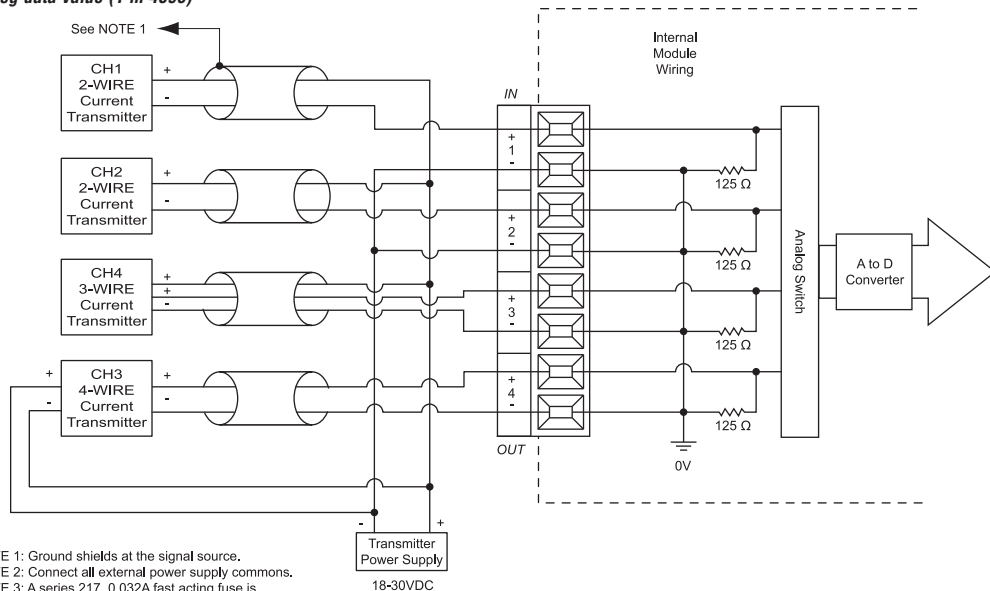 og data value (1 in 4095)
See NOTE 1
Internal
Module
Wiring
CH1
2-WIRE
Current
Transmitter
+
-
IN
+
1
-
125 Ω
CH2
2-WIRE
Current
Transmitter
+
-
+
2
-
125 Ω
Analog Switch
A to D
Converter
CH4
3-WIRE
Current
Transmitter
+
+
-
+
3
-
125 Ω
CH3
4-WIRE
Current
Transmitter
+
-
+
-
+
4
-
125 Ω
OUT
0V
-
+
Transmitter
Power Supply
18-30VDC
E 1: Ground shields at the signal source.
E 2: Connect all external power supply commons.
E 3: A series 217, 0.032A fast acting fuse is